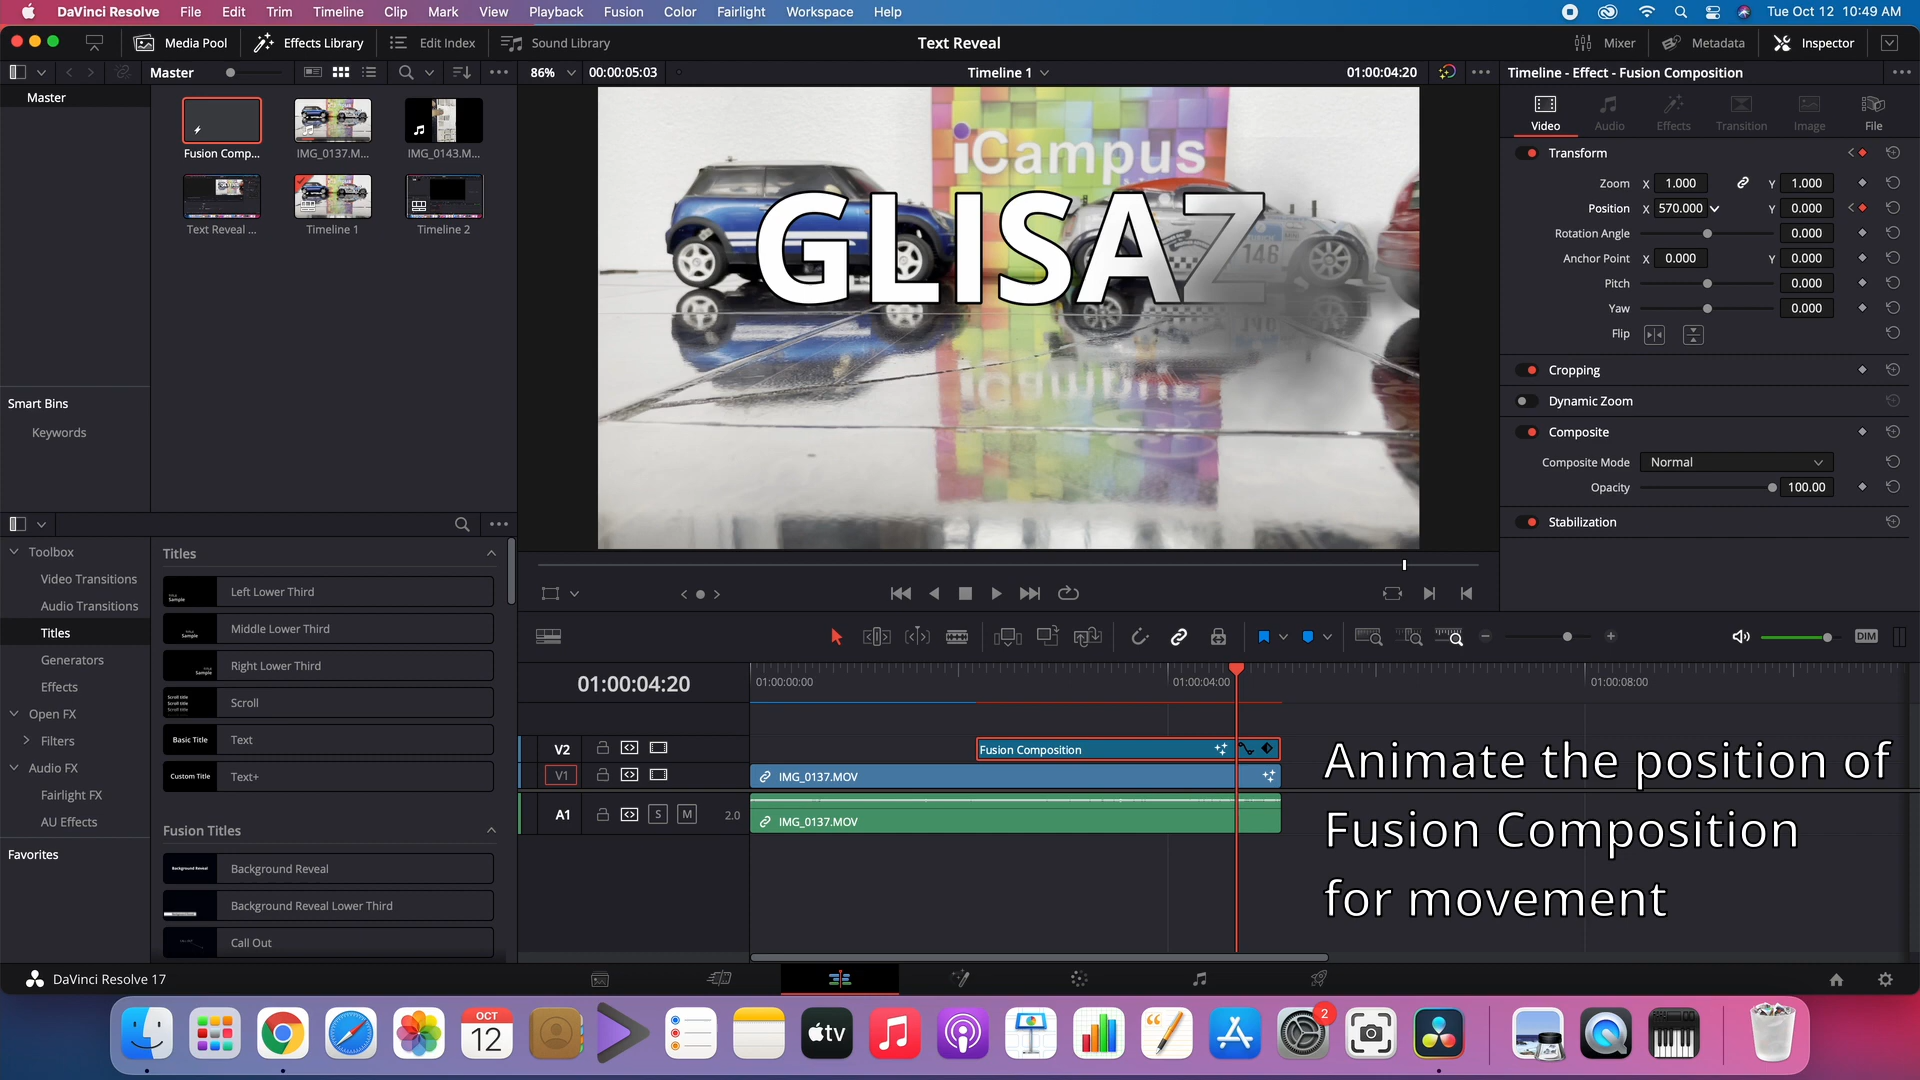 DaVinci Resolve File Edit Trim Timeline Clip Mark View Playback Fusion Color Fairlight Workspace Help Tue Oct 12 10:49 AM
Media Pool Effects Library Edit Index Sound Library Text Reveal Mixer Metadata Inspector
Master 86% 00:00:05:03 Timeline 1 01:00:04:20 Timeline - Effect - Fusion Composition
Master
Fusion Comp... IMG_0137.M... IMG_0143.M...
Text Reveal ... Timeline 1 Timeline 2
Smart Bins
Keywords
iCampus
GLISAZ
146
Video Audio Effects Transition Image File
Transform
Zoom X 1.000 Y 1.000
Position X 570.000 Y 0.000
Rotation Angle 0.000
Anchor Point X 0.000 Y 0.000
Pitch 0.000
Yaw 0.000
Flip
Cropping
Dynamic Zoom
Composite
Composite Mode Normal
Opacity 100.00
Stabilization
Toolbox
Video Transitions
Audio Transitions
Titles
Generators
Effects
Open FX
Filters
Audio FX
Fairlight FX
AU Effects
Favorites
Titles
Left Lower Third
Middle Lower Third
Right Lower Third
Scroll
Basic Title Text
Custom Title Text+
Fusion Titles
Background Reveal Background Reveal
Background Reveal Lower Third
Call Out
DIM
01:00:04:20 01:00:00:00 01:00:04:00 01:00:08:00
V2 Fusion Composition
V1 IMG_0137.MOV
A1 S M 2.0 IMG_0137.MOV
Animate the position of
Fusion Composition
for movement
DaVinci Resolve 17
OCT
12
tv
2